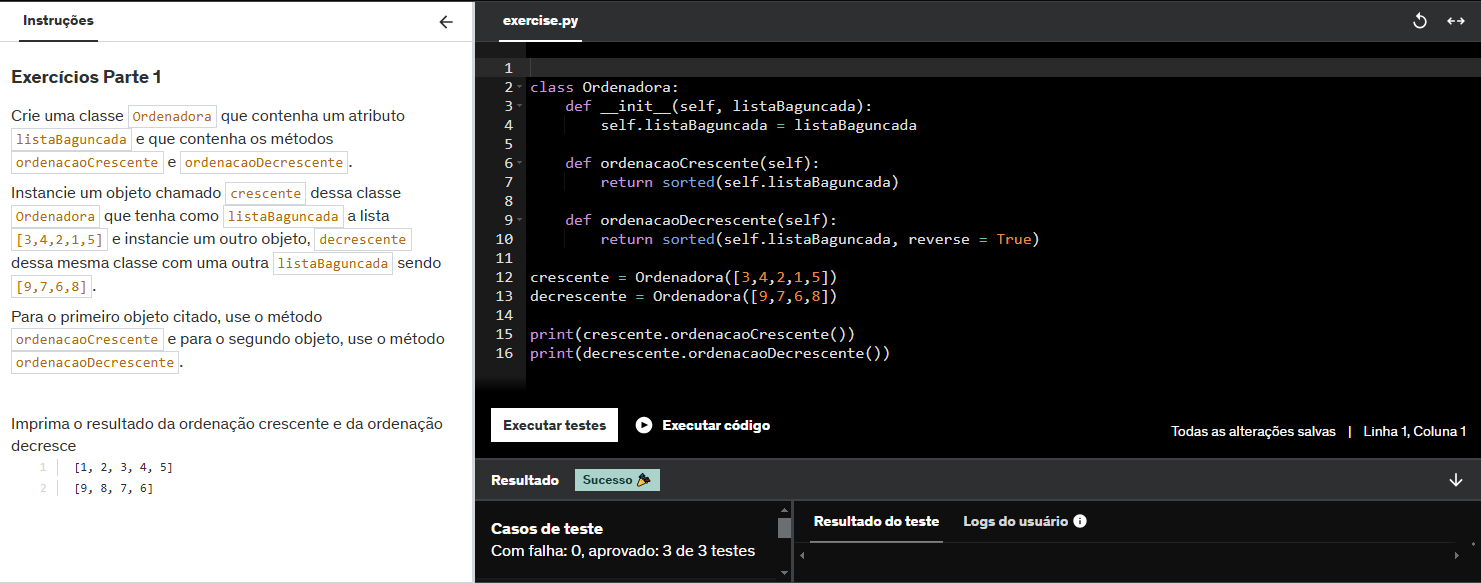 Instruções
Exercícios Parte 1
Crie uma classe Ordenadora que contenha um atributo
listaBaguncada e que contenha os métodos
ordenacaoCrescente e ordenacaoDecrescente.
Instancie um objeto chamado crescente dessa classe
Ordenadora que tenha como listaBaguncada a lista
[3,4,2,1,5] e instancie um outro objeto, decrescente
dessa mesma classe com uma outra listaBaguncada sendo
[9,7,6,8].
Para o primeiro objeto citado, use o método
ordenacaoCrescente e para o segundo objeto, use o método
ordenacaoDecrescente.
Imprima o resultado da ordenação crescente e da ordenação
decresce
1 [1, 2, 3, 4, 5]
2 [9, 8, 7, 6]
exercise.py
1
2 class Ordenadora:
3     def __init__(self, listaBaguncada):
4         self.listaBaguncada = listaBaguncada
5
6     def ordenacaoCrescente(self):
7         return sorted(self.listaBaguncada)
8
9     def ordenacaoDecrescente(self):
10         return sorted(self.listaBaguncada, reverse = True)
11
12 crescente = Ordenadora([3,4,2,1,5])
13 decrescente = Ordenadora([9,7,6,8])
14
15 print(crescente.ordenacaoCrescente())
16 print(decrescente.ordenacaoDecrescente())
Executar testes Executar código
Todas as alterações salvas | Linha 1, Coluna 1
Resultado Sucesso
Casos de teste
Com falha: 0, aprovado: 3 de 3 testes
Resultado do teste Logs do usuário